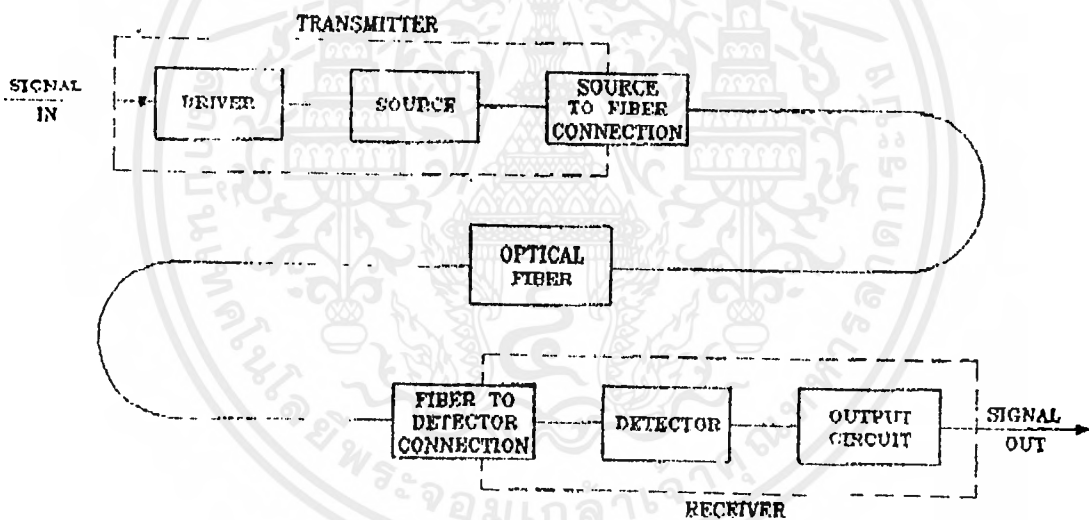 TRANSMITTER
SIGNAL
IN
DRIVER
SOURCE
SOURCE
TO FIBER
CONNECTION
OPTICAL
FIBER
FIBER TO
DETECTOR
CONNECTION
DETECTOR
OUTPUT
CIRCUIT
SIGNAL
OUT
RECEIVER